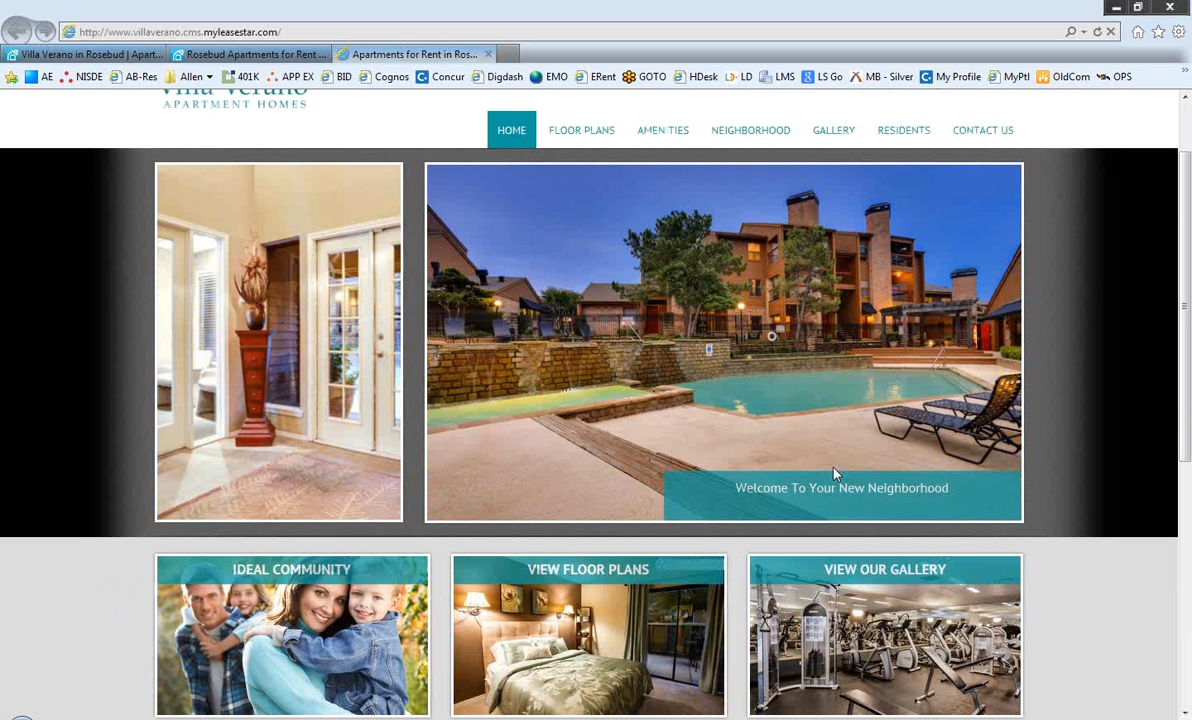 http://www.villaverano.cms.myleasestar.com/
Villa Verano in Rosebud | Apart...
Rosebud Apartments for Rent ...
Apartments for Rent in Ros...
AE
NISDE
AB-Res
Allen
401K
APP EX
BID
Cognos
Concur
Digdash
EMO
ERent
GOTO
HDesk
LD
LMS
LS Go
MB - Silver
My Profile
MyPtl
OldCom
OPS
Villa Verano
APARTMENT HOMES
HOME
FLOOR PLANS
AMENITIES
NEIGHBORHOOD
GALLERY
RESIDENTS
CONTACT US
Welcome To Your New Neighborhood
IDEAL COMMUNITY
VIEW FLOOR PLANS
VIEW OUR GALLERY